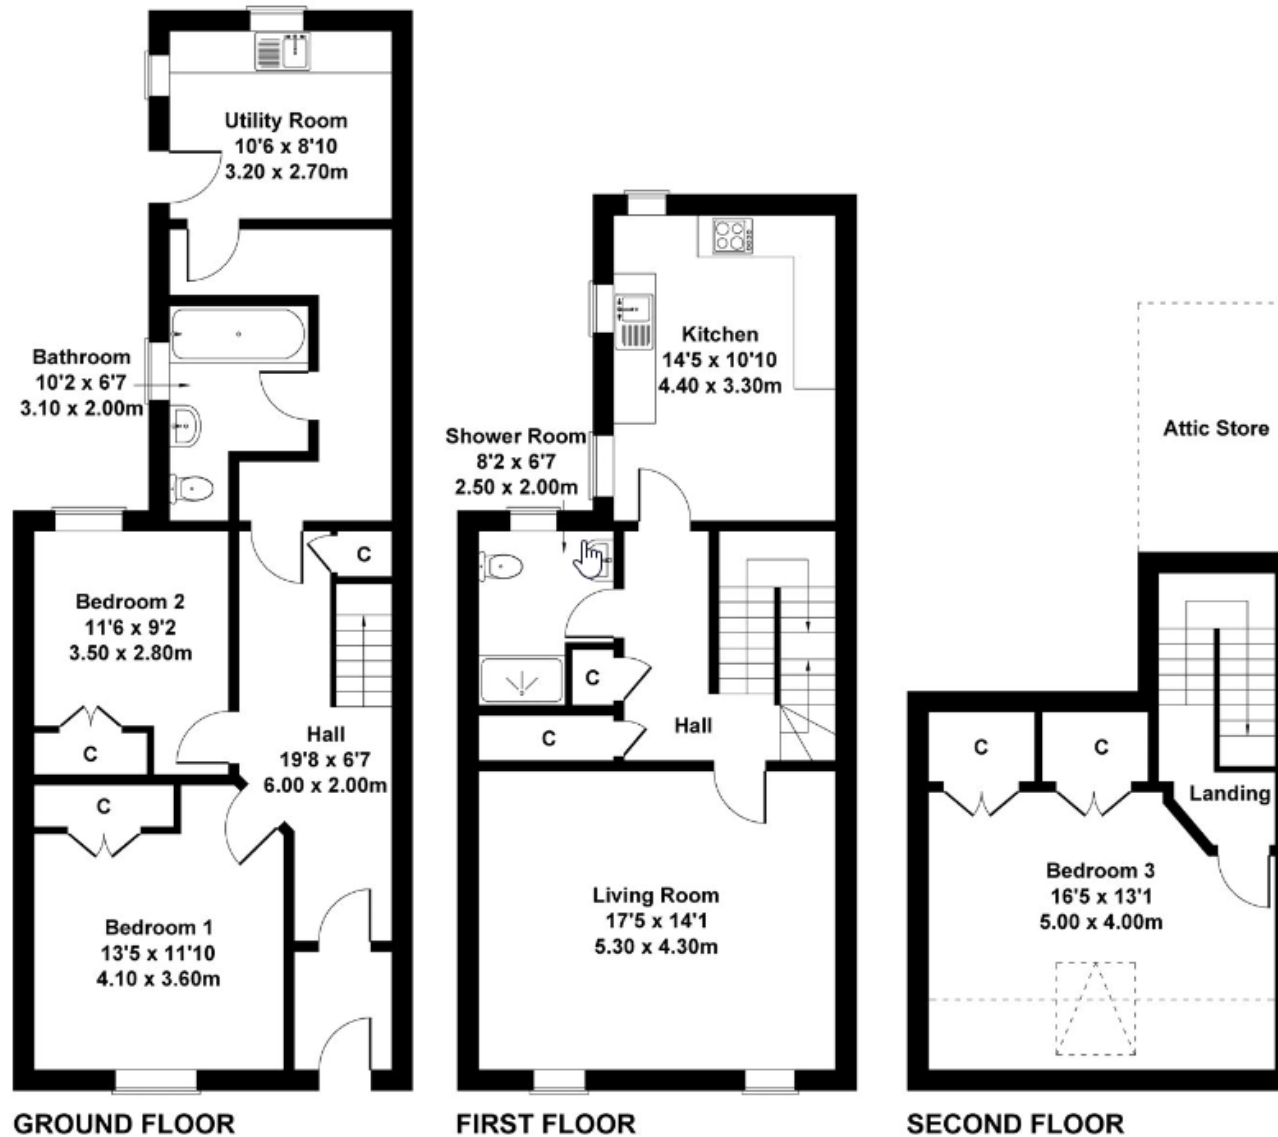 Utility Room
10'6 x 8'10
3.20 x 2.70m
Bathroom
10'2 x 6'7
3.10 x 2.00m
C
Bedroom 2
11'6 x 9'2
3.50 x 2.80m
C
Hall
19'8 x 6'7
6.00 x 2.00m
C
Bedroom 1
13'5 x 11'10
4.10 x 3.60m
GROUND FLOOR
Kitchen
14'5 x 10'10
4.40 x 3.30m
Shower Room
8'2 x 6'7
2.50 x 2.00m
C
C
Hall
Living Room
17'5 x 14'1
5.30 x 4.30m
FIRST FLOOR
Attic Store
C
C
Landing
Bedroom 3
16'5 x 13'1
5.00 x 4.00m
SECOND FLOOR